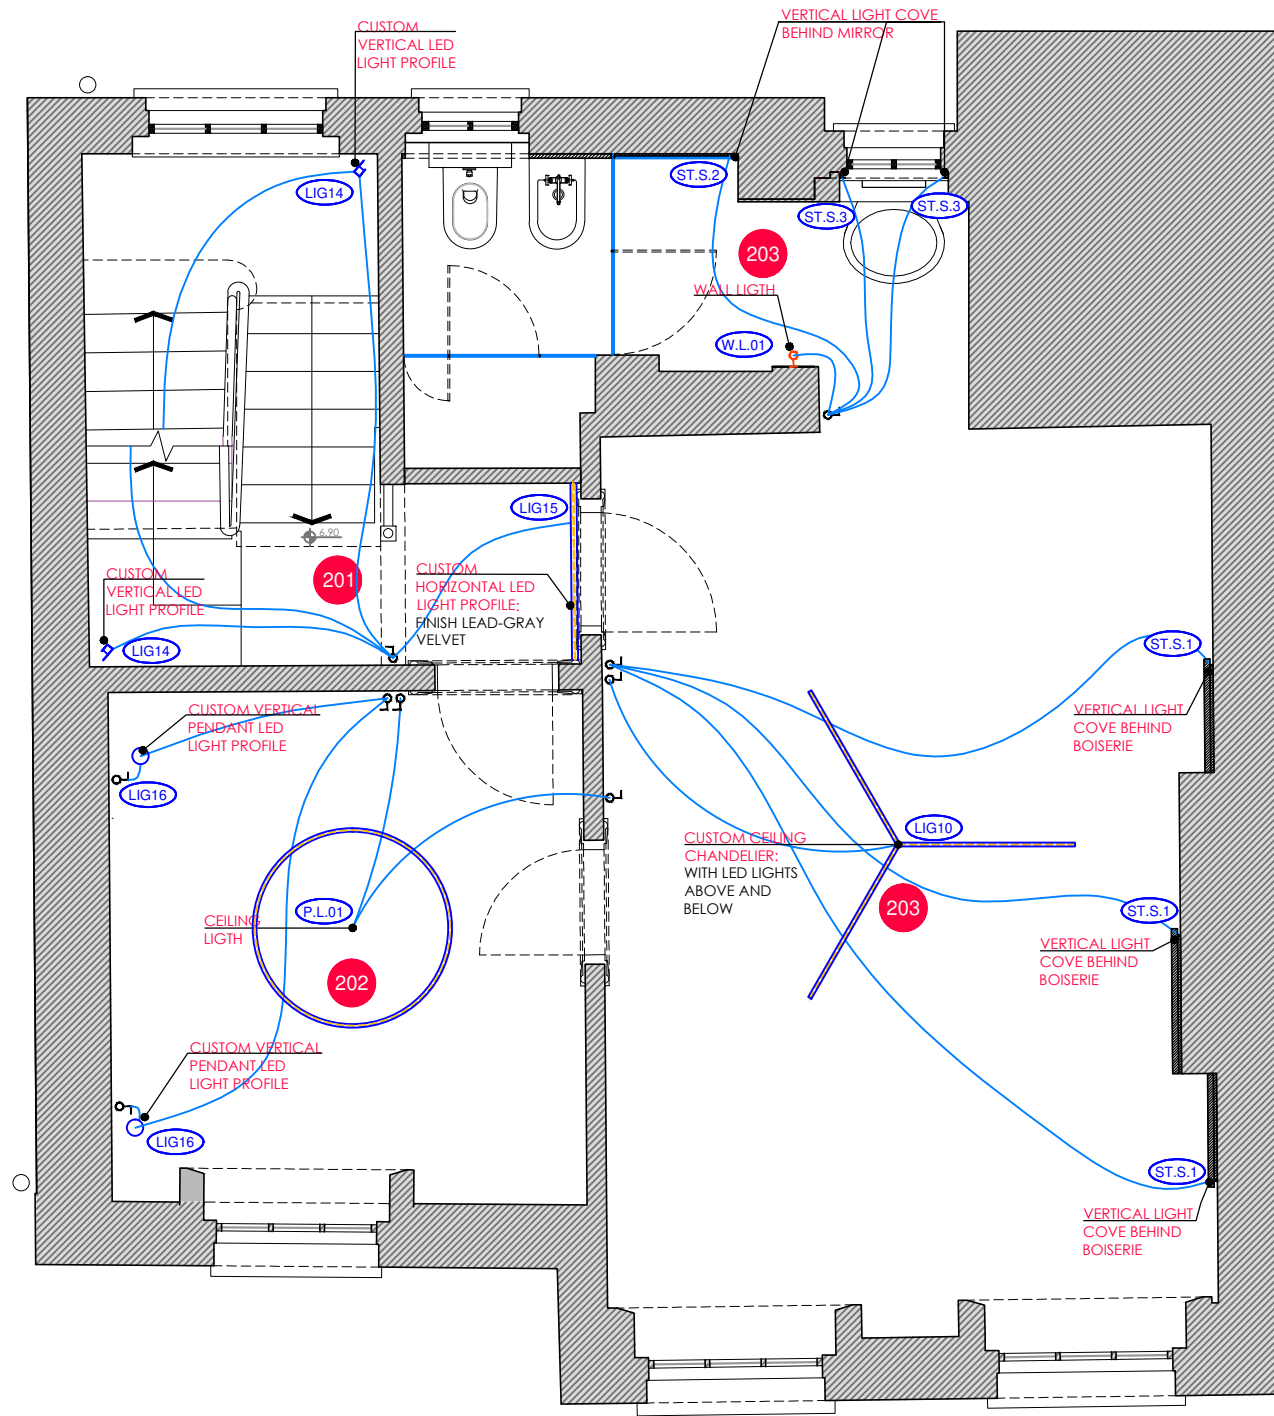 CUSTOM
VERTICAL LED
LIGHT PROFILE
VERTICAL LIGHT COVE
BEHIND MIRROR
LIG14
ST.S.2
ST.S.3
ST.S.3
203
WALL LIGTH
W.L.01
LIG15
6.90
201
CUSTOM
VERTICAL LED
LIGHT PROFILE
CUSTOM
HORIZONTAL LED
LIGHT PROFILE;
FINISH LEAD-GRAY
VELVET
LIG14
ST.S.1
VERTICAL LIGHT
COVE BEHIND
BOISERIE
CUSTOM VERTICAL
PENDANT LED
LIGHT PROFILE
LIG16
LIG10
CUSTOM CEILING
CHANDELIER:
WITH LED LIGHTS
ABOVE AND
BELOW
203
P.L.01
CEILING
LIGTH
202
ST.S.1
VERTICAL LIGHT
COVE BEHIND
BOISERIE
CUSTOM VERTICAL
PENDANT LED
LIGHT PROFILE
LIG16
ST.S.1
VERTICAL LIGHT
COVE BEHIND
BOISERIE